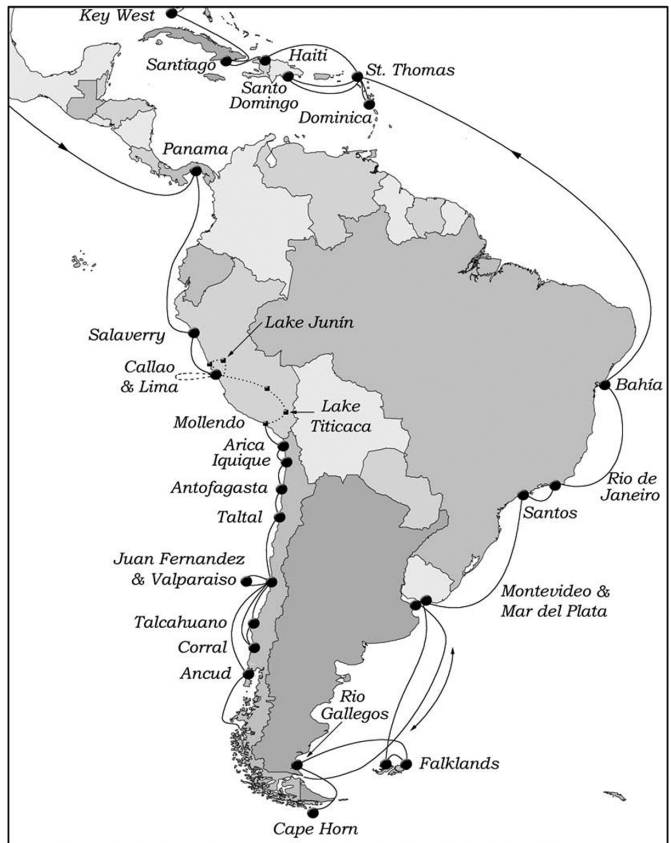 Key West
Santiago
Haiti
Santo
Domingo
St. Thomas
Dominica
Panama
Salaverry
Lake Junín
Callao
& Lima
Lake
Titicaca
Mollendo
Arica
Iquique
Antofagasta
Taltal
Bahía
Rio de
Janeiro
Santos
Juan Fernandez
& Valparaiso
Montevideo &
Mar del Plata
Talcahuano
Corral
Ancud
Rio
Gallegos
Falklands
Cape Horn